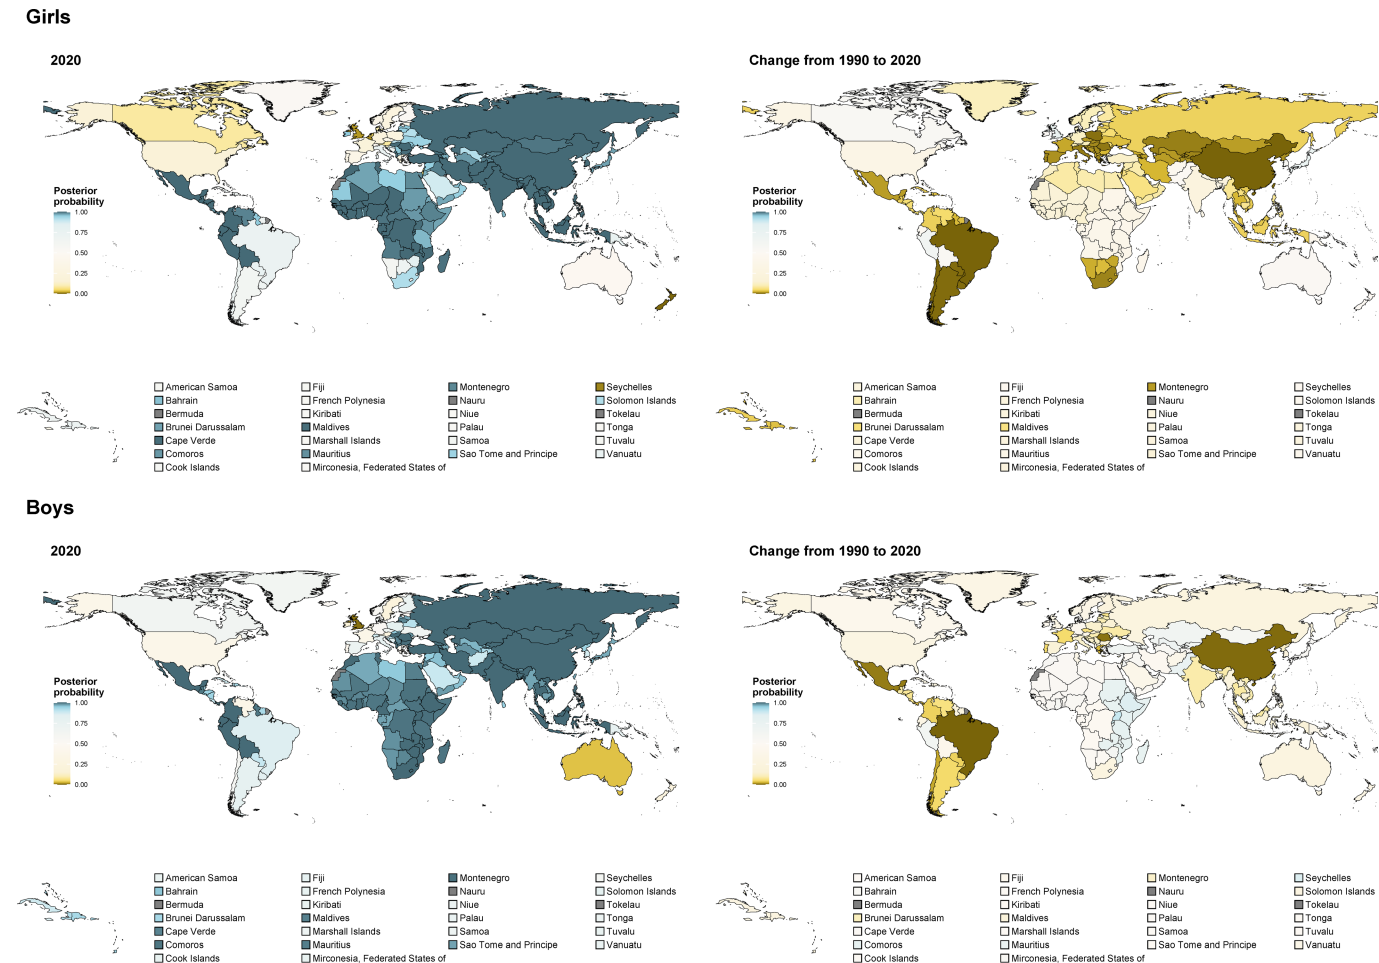 Girls
2020
Change from 1990 to 2020
Posterior
probability
1.00
0.75
0.50
0.25
0.00
Posterior
probability
1.00
0.75
0.50
0.25
0.00
American Samoa
Bahrain
Bermuda
Brunei Darussalam
Cape Verde
Comoros
Cook Islands
Fiji
French Polynesia
Kiribati
Maldives
Marshall Islands
Mauritius
Mirconesia, Federated States of
Montenegro
Nauru
Niue
Palau
Samoa
Sao Tome and Principe
Seychelles
Solomon Islands
Tokelau
Tonga
Tuvalu
Vanuatu
American Samoa
Bahrain
Bermuda
Brunei Darussalam
Cape Verde
Comoros
Cook Islands
Fiji
French Polynesia
Kiribati
Maldives
Marshall Islands
Mauritius
Mirconesia, Federated States of
Montenegro
Nauru
Niue
Palau
Samoa
Sao Tome and Principe
Seychelles
Solomon Islands
Tokelau
Tonga
Tuvalu
Vanuatu
Boys
2020
Change from 1990 to 2020
Posterior
probability
1.00
0.75
0.50
0.25
0.00
Posterior
probability
1.00
0.75
0.50
0.25
0.00
American Samoa
Bahrain
Bermuda
Brunei Darussalam
Cape Verde
Comoros
Cook Islands
Fiji
French Polynesia
Kiribati
Maldives
Marshall Islands
Mauritius
Mirconesia, Federated States of
Montenegro
Nauru
Niue
Palau
Samoa
Sao Tome and Principe
Seychelles
Solomon Islands
Tokelau
Tonga
Tuvalu
Vanuatu
American Samoa
Bahrain
Bermuda
Brunei Darussalam
Cape Verde
Comoros
Cook Islands
Fiji
French Polynesia
Kiribati
Maldives
Marshall Islands
Mauritius
Mirconesia, Federated States of
Montenegro
Nauru
Niue
Palau
Samoa
Sao Tome and Principe
Seychelles
Solomon Islands
Tokelau
Tonga
Tuvalu
Vanuatu